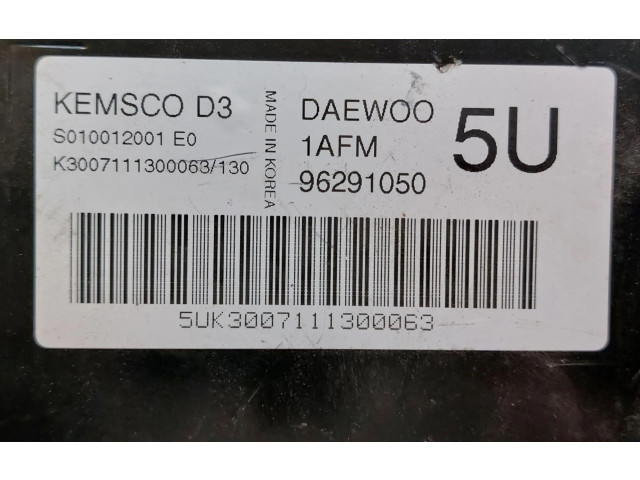 KEMSCO D3
S010012001 E0
K3007111300063/130
MADE IN KOREA
DAEWOO
1AFM
96291050
5U
5UK3007111300063